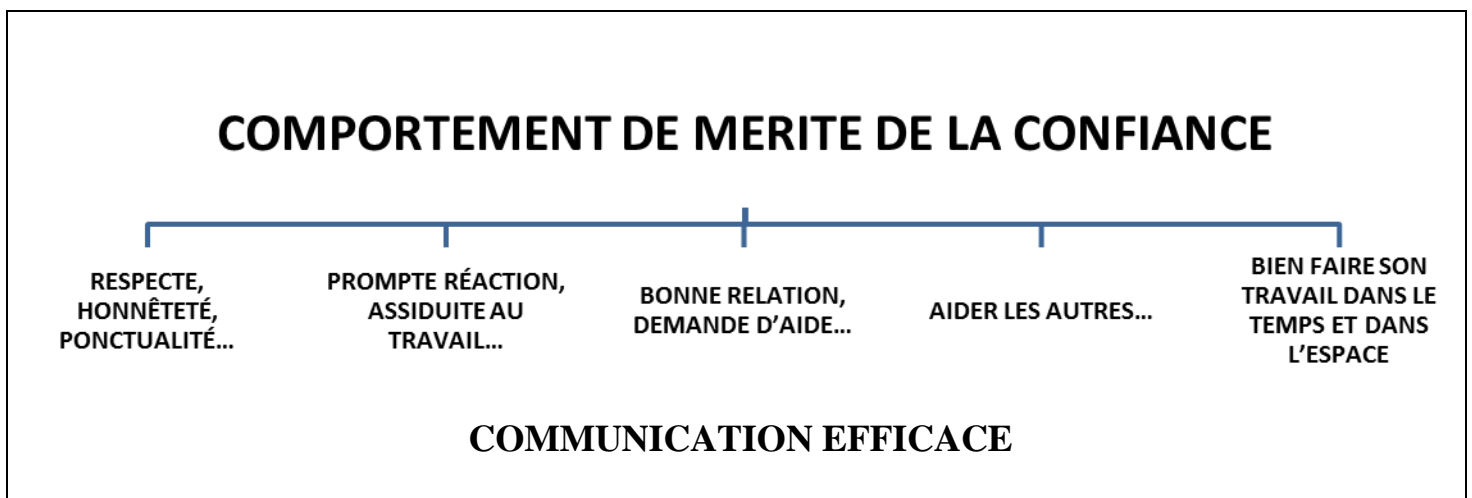 COMPORTEMENT DE MERITE DE LA CONFIANCE
RESPECTE,
HONNÊTETÉ,
PONCTUALITÉ…
PROMPTE RÉACTION,
ASSIDUITE AU
TRAVAIL…
BONNE RELATION,
DEMANDE D’AIDE…
AIDER LES AUTRES…
BIEN FAIRE SON
TRAVAIL DANS LE
TEMPS ET DANS
L’ESPACE
COMMUNICATION EFFICACE